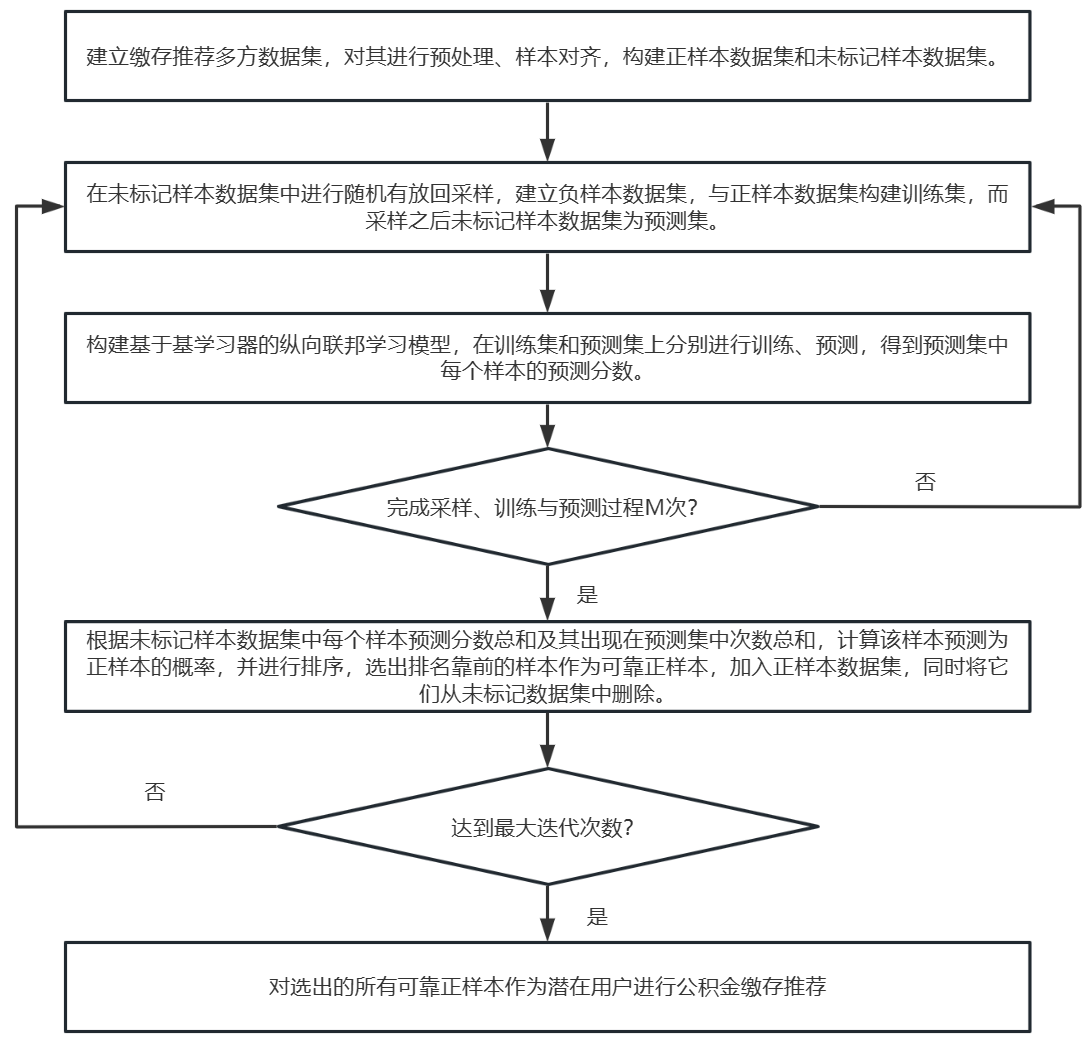 建立缴存推荐多方数据集，对其进行预处理、样本对齐，构建正样本数据集和未标记样本数据集。
在未标记样本数据集中进行随机有放回采样，建立负样本数据集，与正样本数据集构建训练集，而
采样之后未标记样本数据集为预测集。
构建基于基学习器的纵向联邦学习模型，在训练集和预测集上分别进行训练、预测，得到预测集中
每个样本的预测分数。
否
完成采样、训练与预测过程M次？
是
根据未标记样本数据集中每个样本预测分数总和及其出现在预测集中次数总和，计算该样本预测为
正样本的概率，并进行排序，选出排名靠前的样本作为可靠正样本，加入正样本数据集，同时将它
们从未标记数据集中删除。
否
达到最大迭代次数？
是
对选出的所有可靠正样本作为潜在用户进行公积金缴存推荐